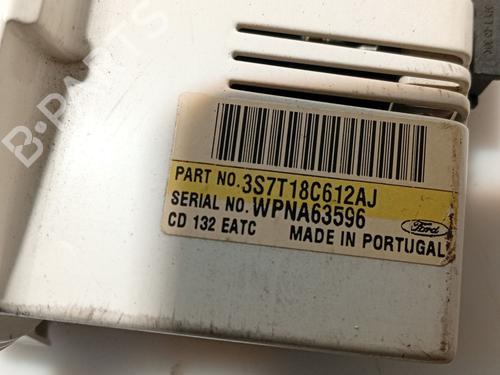 B-PARTS
PART NO. 3S7T18C612AJ
SERIAL NO. WPNA63596
CD 132 EATC
Ford
MADE IN PORTUGAL